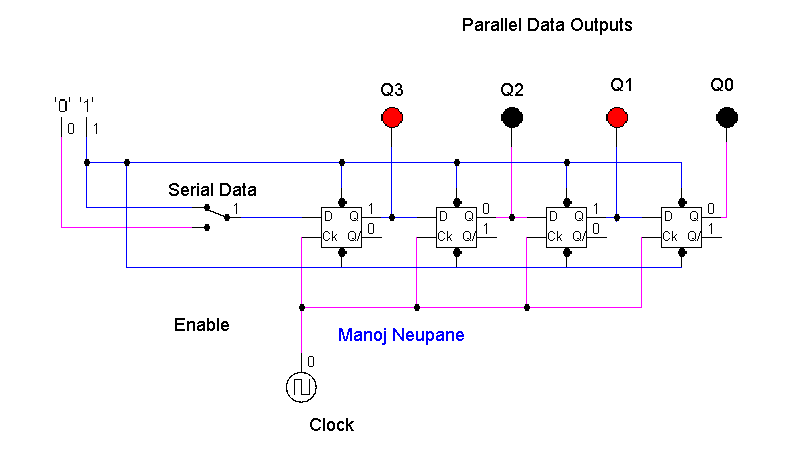 Parallel Data Outputs
Q3 Q2 Q1 Q0
'0' '1'
0 1
Serial Data
1
D Q 1 D Q 0 D Q 1 D Q 0
Ck Q/ 0 Ck Q/ 1 Ck Q/ 0 Ck Q/ 1
Enable
Manoj Neupane
0
Clock